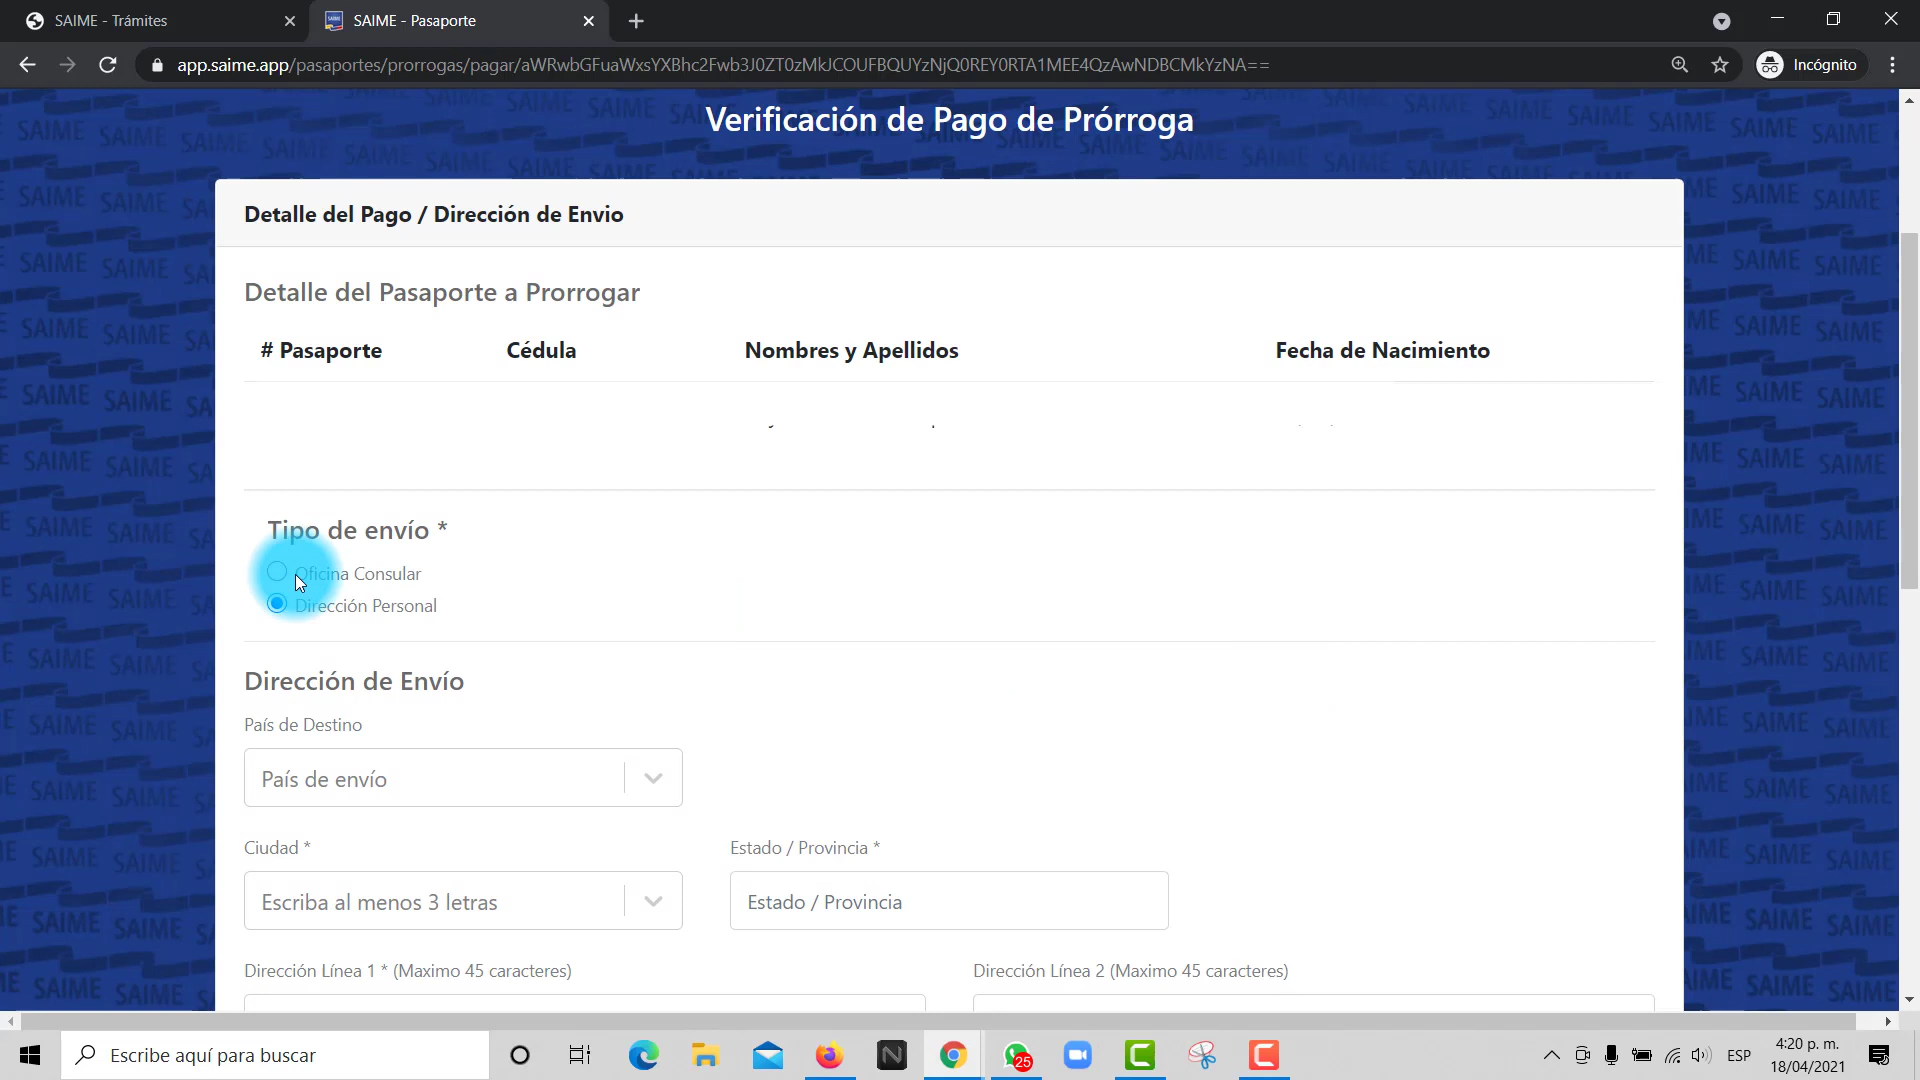 SAIME - Trámites
SAIME - Pasaporte
app.saime.app/pasaportes/prorrogas/pagar/aWRwbGFuaWxsYXBhc2Fwb3J0ZT0zMkJCOUFBQUYzNjQ0REY0RTA1MEE4QzAwNDBCMkYzNA==
Incógnito
Verificación de Pago de Prórroga
Detalle del Pago / Dirección de Envio
Detalle del Pasaporte a Prorrogar
# Pasaporte Cédula Nombres y Apellidos Fecha de Nacimiento
Tipo de envío *
Oficina Consular
Dirección Personal
Dirección de Envío
País de Destino
País de envío
Ciudad * Estado / Provincia *
Escriba al menos 3 letras Estado / Provincia
Dirección Línea 1 * (Maximo 45 caracteres) Dirección Línea 2 (Maximo 45 caracteres)
Escribe aquí para buscar
25
ESP
4:20 p. m.
18/04/2021